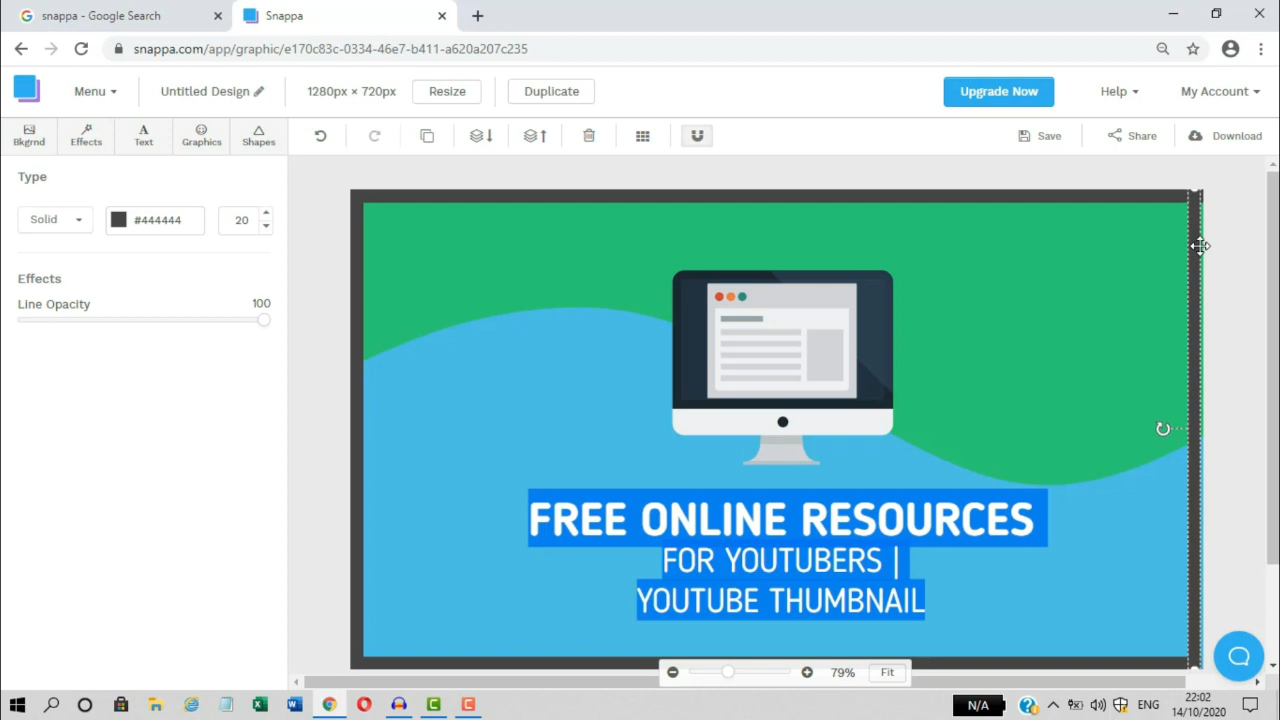 snappa - Google Search
Snappa
snappa.com/app/graphic/e170c83c-0334-46e7-b411-a620a207c235
Menu
Untitled Design
1280px × 720px
Resize
Duplicate
Upgrade Now
Help
My Account
Bkgrnd
Effects
Text
Graphics
Shapes
Save
Share
Download
Type
Solid
#444444
20
Effects
Line Opacity
100
FREE ONLINE RESOURCES
FOR YOUTUBERS |
YOUTUBE THUMBNAIL
79%
Fit
N/A
ENG
22:02
14/10/2020